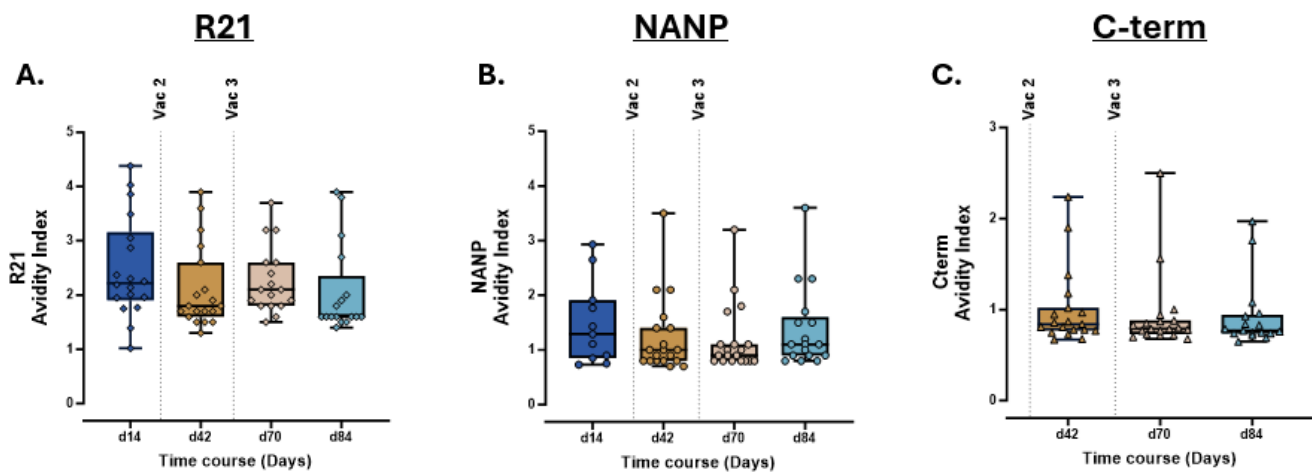 R21
NANP
C-term
A.
Vac 2
Vac 3
R21
Avidity Index
5
4
3
2
1
0
d14
d42
d70
d84
Time course (Days)
B.
Vac 2
Vac 3
NANP
Avidity Index
5
4
3
2
1
0
d14
d42
d70
d84
Time course (Days)
C.
Vac 2
Vac 3
Cterm
Avidity Index
3
2
1
0
d42
d70
d84
Time course (Days)